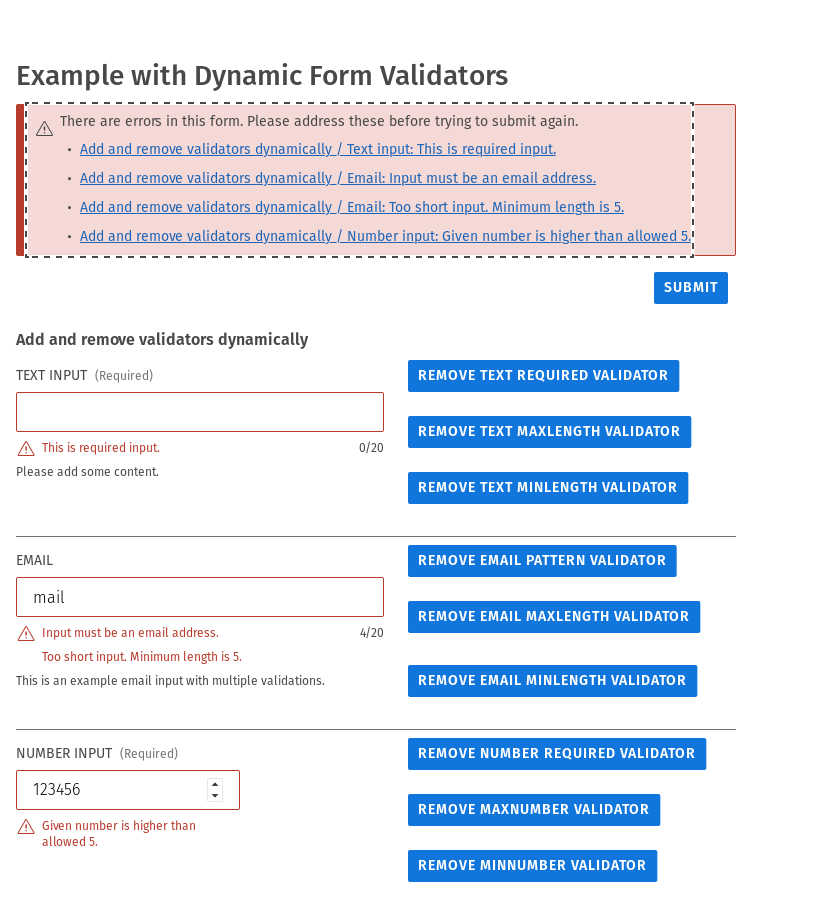 Example with Dynamic Form Validators
There are errors in this form. Please address these before trying to submit again.
• Add and remove validators dynamically / Text input: This is required input.
• Add and remove validators dynamically / Email: Input must be an email address.
• Add and remove validators dynamically / Email: Too short input. Minimum length is 5.
• Add and remove validators dynamically / Number input: Given number is higher than allowed 5.
SUBMIT
Add and remove validators dynamically
TEXT INPUT (Required)
REMOVE TEXT REQUIRED VALIDATOR
REMOVE TEXT MAXLENGTH VALIDATOR
This is required input. 0/20
Please add some content.
REMOVE TEXT MINLENGTH VALIDATOR
EMAIL
REMOVE EMAIL PATTERN VALIDATOR
mail
REMOVE EMAIL MAXLENGTH VALIDATOR
Input must be an email address. 4/20
Too short input. Minimum length is 5.
This is an example email input with multiple validations.
REMOVE EMAIL MINLENGTH VALIDATOR
NUMBER INPUT (Required)
REMOVE NUMBER REQUIRED VALIDATOR
123456
REMOVE MAXNUMBER VALIDATOR
Given number is higher than
allowed 5.
REMOVE MINNUMBER VALIDATOR